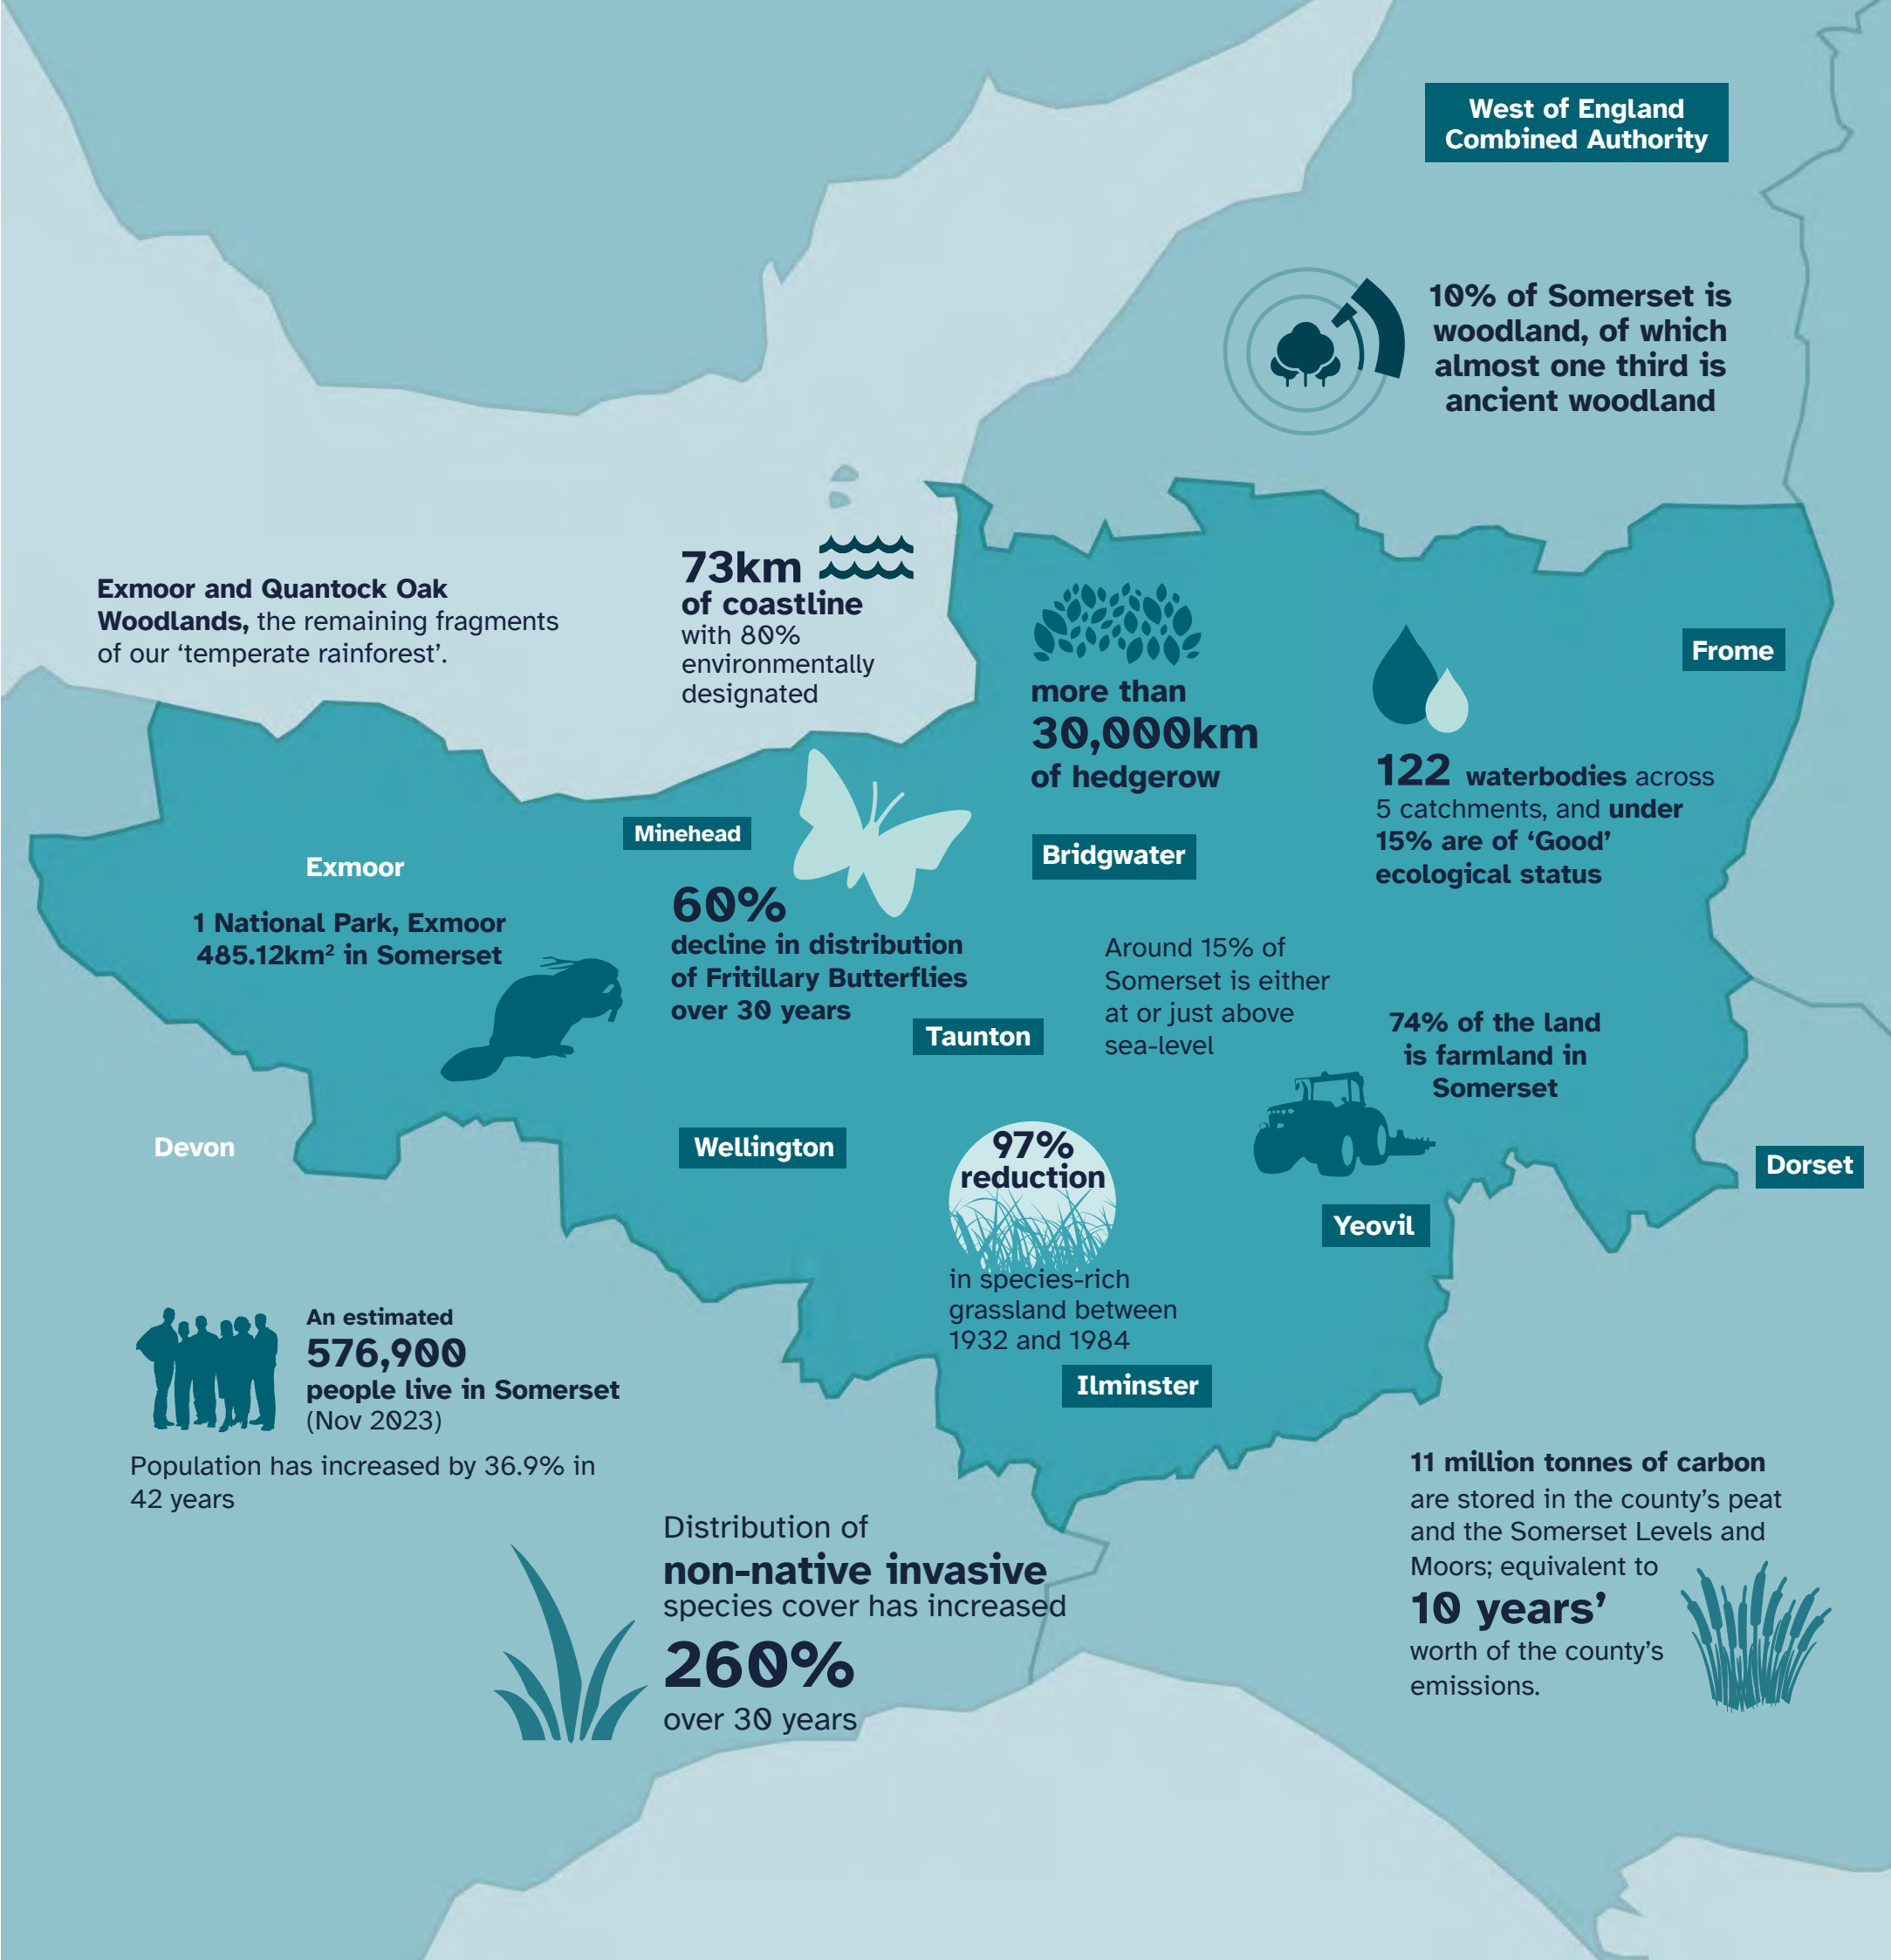 West of England
Combined Authority
10% of Somerset is
woodland, of which
almost one third is
ancient woodland
Exmoor and Quantock Oak
Woodlands, the remaining fragments
of our ‘temperate rainforest’.
73km
of coastline
with 80%
environmentally
designated
more than
30,000km
of hedgerow
Frome
122 waterbodies across
5 catchments, and under
15% are of ‘Good’
ecological status
Minehead
Bridgwater
Exmoor
1 National Park, Exmoor
485.12km² in Somerset
60%
decline in distribution
of Fritillary Butterflies
over 30 years
Taunton
Around 15% of
Somerset is either
at or just above
sea-level
74% of the land
is farmland in
Somerset
Devon
Wellington
97%
reduction
in species-rich
grassland between
1932 and 1984
Dorset
Yeovil
Ilminster
An estimated
576,900
people live in Somerset
(Nov 2023)
Population has increased by 36.9% in
42 years
Distribution of
non-native invasive
species cover has increased
260%
over 30 years
11 million tonnes of carbon
are stored in the county’s peat
and the Somerset Levels and
Moors; equivalent to
10 years’
worth of the county’s
emissions.